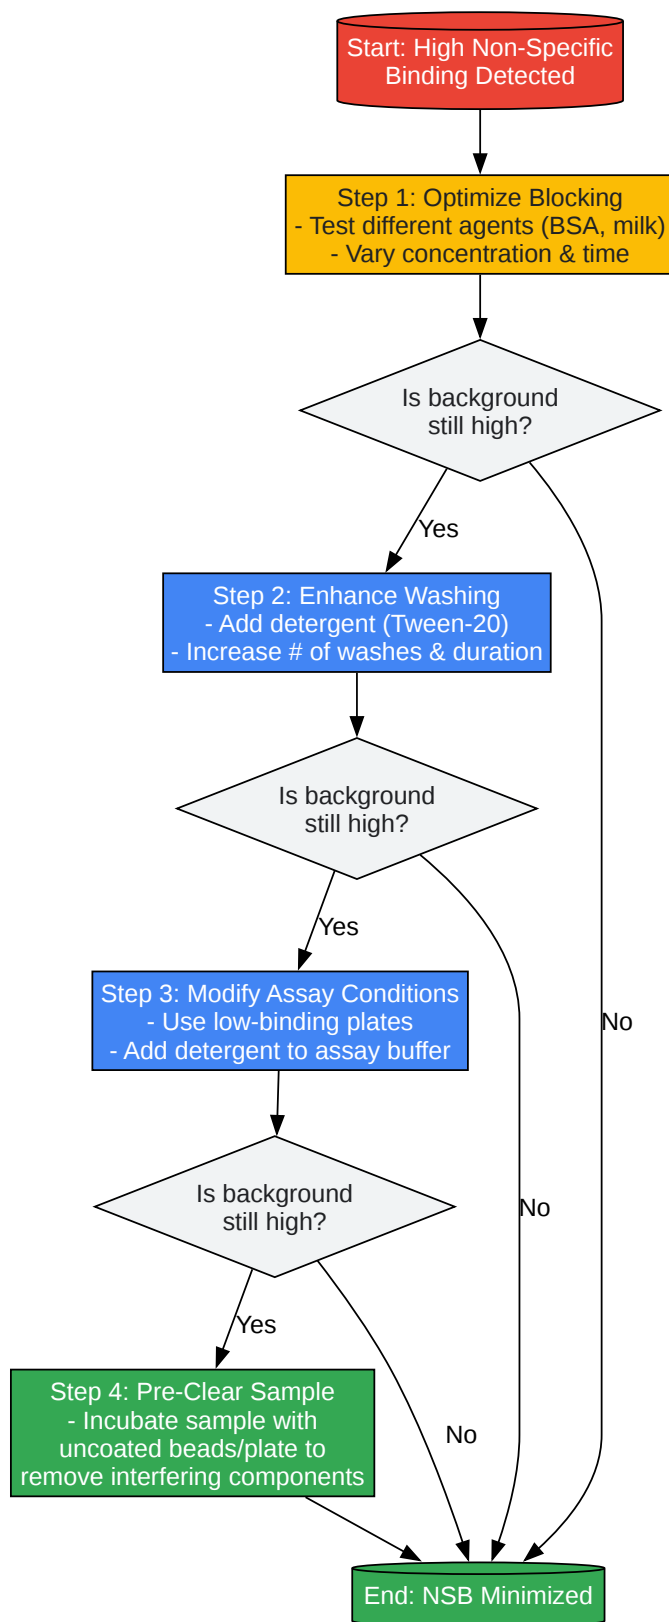 Start: High Non-Specific
Binding Detected
Step 1: Optimize Blocking
- Test different agents (BSA, milk)
- Vary concentration & time
Is background
still high?
Yes
Step 2: Enhance Washing
- Add detergent (Tween-20)
- Increase # of washes & duration
Is background
still high?
Yes
Step 3: Modify Assay Conditions
- Use low-binding plates
- Add detergent to assay buffer
No
Is background
still high?
No
Yes
Step 4: Pre-Clear Sample
- Incubate sample with
uncoated beads/plate to
remove interfering components
No
End: NSB Minimized